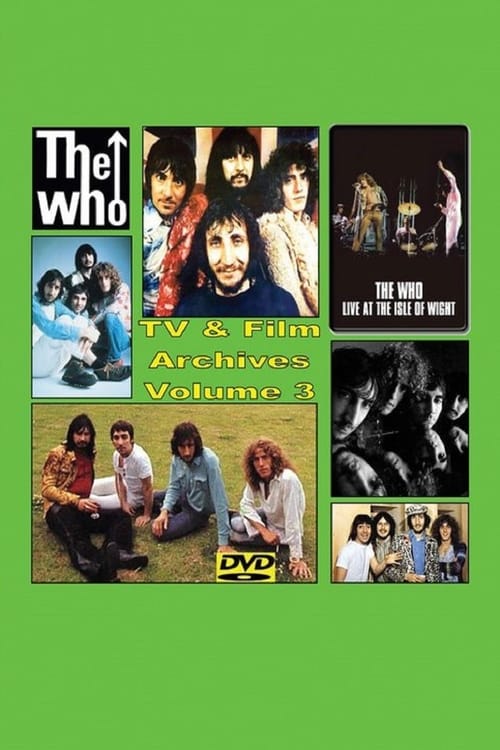 The
Who
TV & Film
Archives
Volume 3
THE WHO
LIVE AT THE ISLE OF WIGHT
DVD